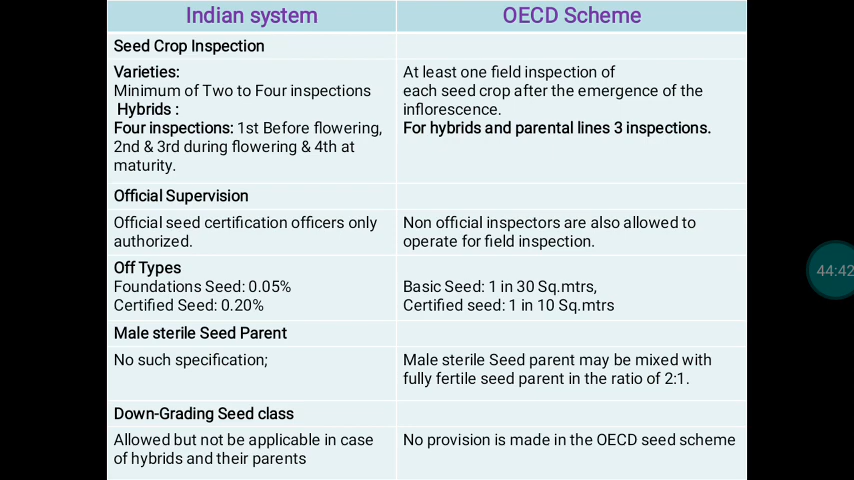 Indian system
OECD Scheme
Seed Crop Inspection
Varieties:
Minimum of Two to Four inspections
Hybrids :
Four inspections: 1st Before flowering,
2nd & 3rd during flowering & 4th at
maturity.
At least one field inspection of
each seed crop after the emergence of the
inflorescence.
For hybrids and parental lines 3 inspections.
Official Supervision
Official seed certification officers only
authorized.
Non official inspectors are also allowed to
operate for field inspection.
Off Types
Foundations Seed: 0.05%
Certified Seed: 0.20%
Basic Seed: 1 in 30 Sq.mtrs,
Certified seed: 1 in 10 Sq.mtrs
Male sterile Seed Parent
No such specification;
Male sterile Seed parent may be mixed with
fully fertile seed parent in the ratio of 2:1.
Down-Grading Seed class
Allowed but not be applicable in case
of hybrids and their parents
No provision is made in the OECD seed scheme
44:42